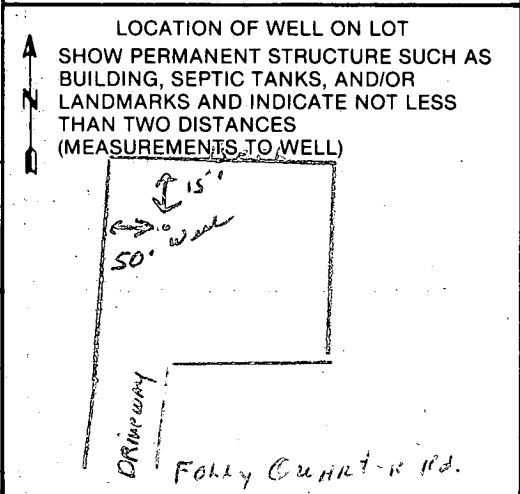 LOCATION OF WELL ON LOT
SHOW PERMANENT STRUCTURE SUCH AS
BUILDING, SEPTIC TANKS, AND/OR
N LANDMARKS AND INDICATE NOT LESS
THAN TWO DISTANCES
(MEASUREMENTS TO WELL)
15'
Well
50'
DRIVEWAY
Folly Quarter Rd.